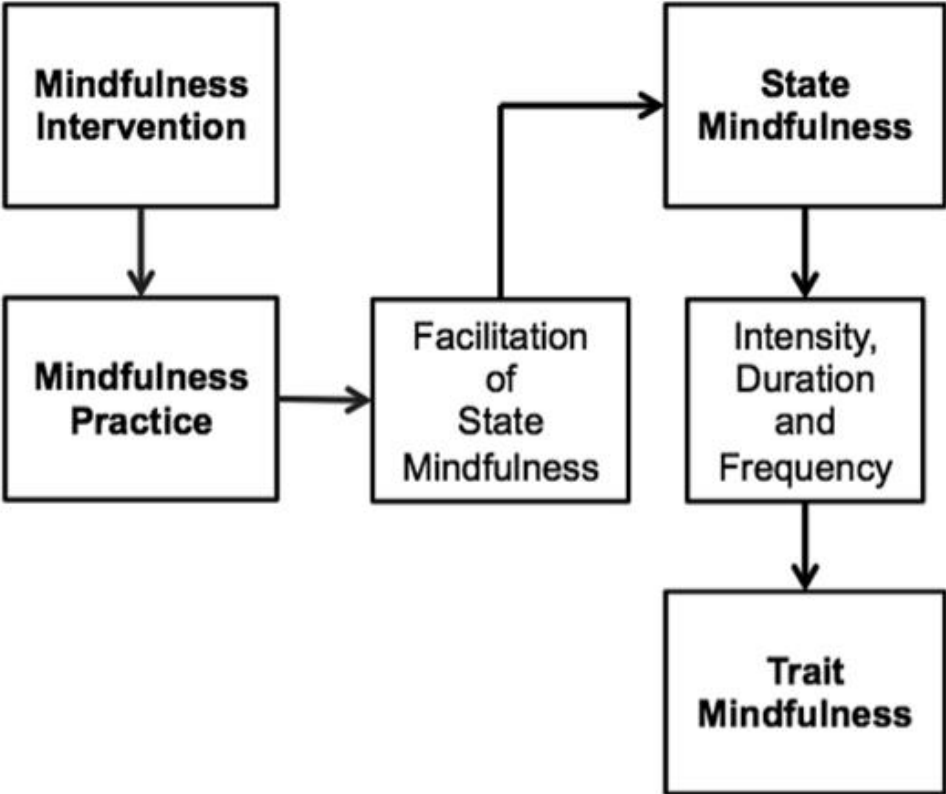 Mindfulness
Intervention
Mindfulness
Practice
Facilitation
of
State
Mindfulness
State
Mindfulness
Intensity,
Duration
and
Frequency
Trait
Mindfulness